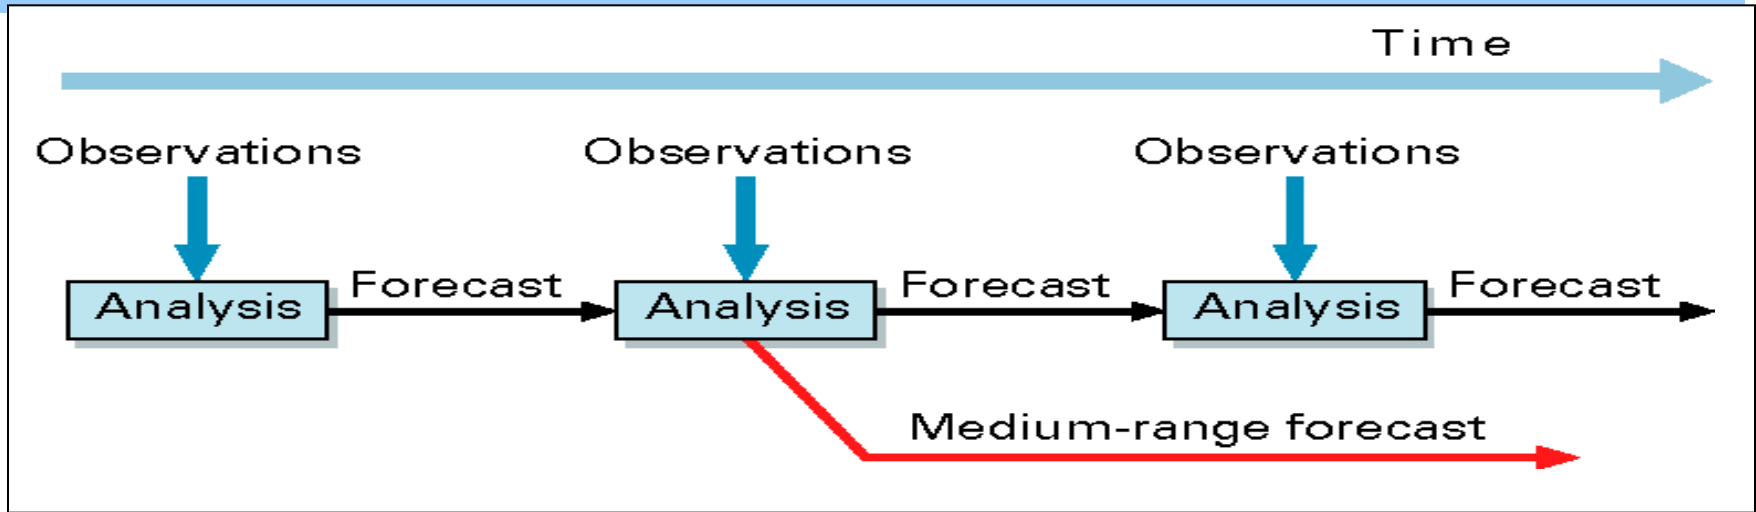 Time
Observations Observations Observations
Analysis Forecast Analysis Forecast Analysis Forecast
Medium-range forecast